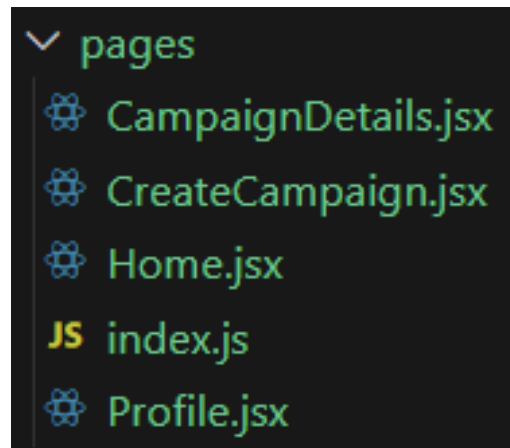 pages
CampaignDetails.jsx
CreateCampaign.jsx
Home.jsx
JS index.js
Profile.jsx